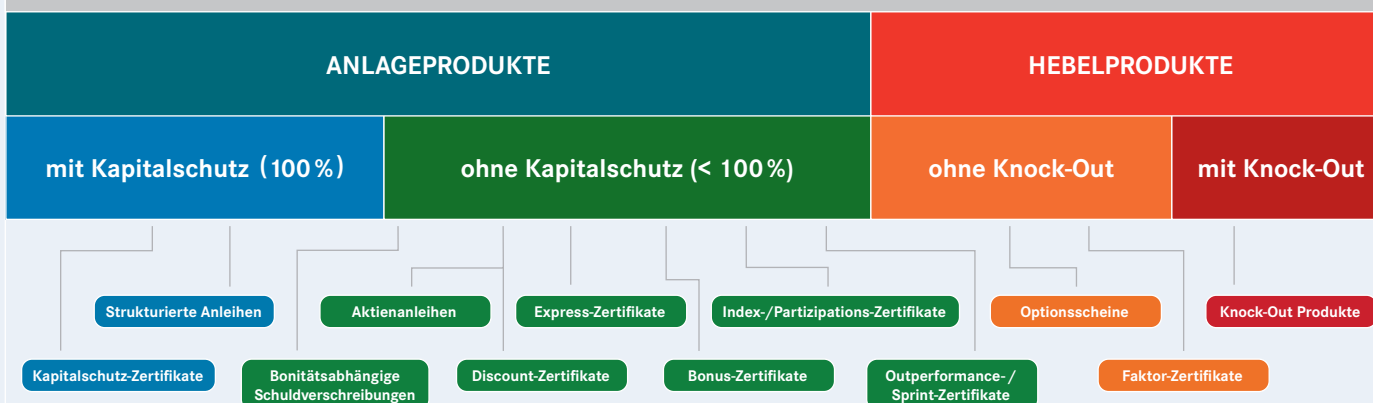 ANLAGEPRODUKTE
HEBELPRODUKTE
mit Kapitalschutz (100 %)
ohne Kapitalschutz (< 100 %)
ohne Knock-Out
mit Knock-Out
Strukturierte Anleihen
Aktienanleihen
Express-Zertifikate
Index-/Partizipations-Zertifikate
Optionsscheine
Knock-Out Produkte
Kapitalschutz-Zertifikate
Bonitätsabhängige
Schuldverschreibungen
Discount-Zertifikate
Bonus-Zertifikate
Outperformance-/
Sprint-Zertifikate
Faktor-Zertifikate